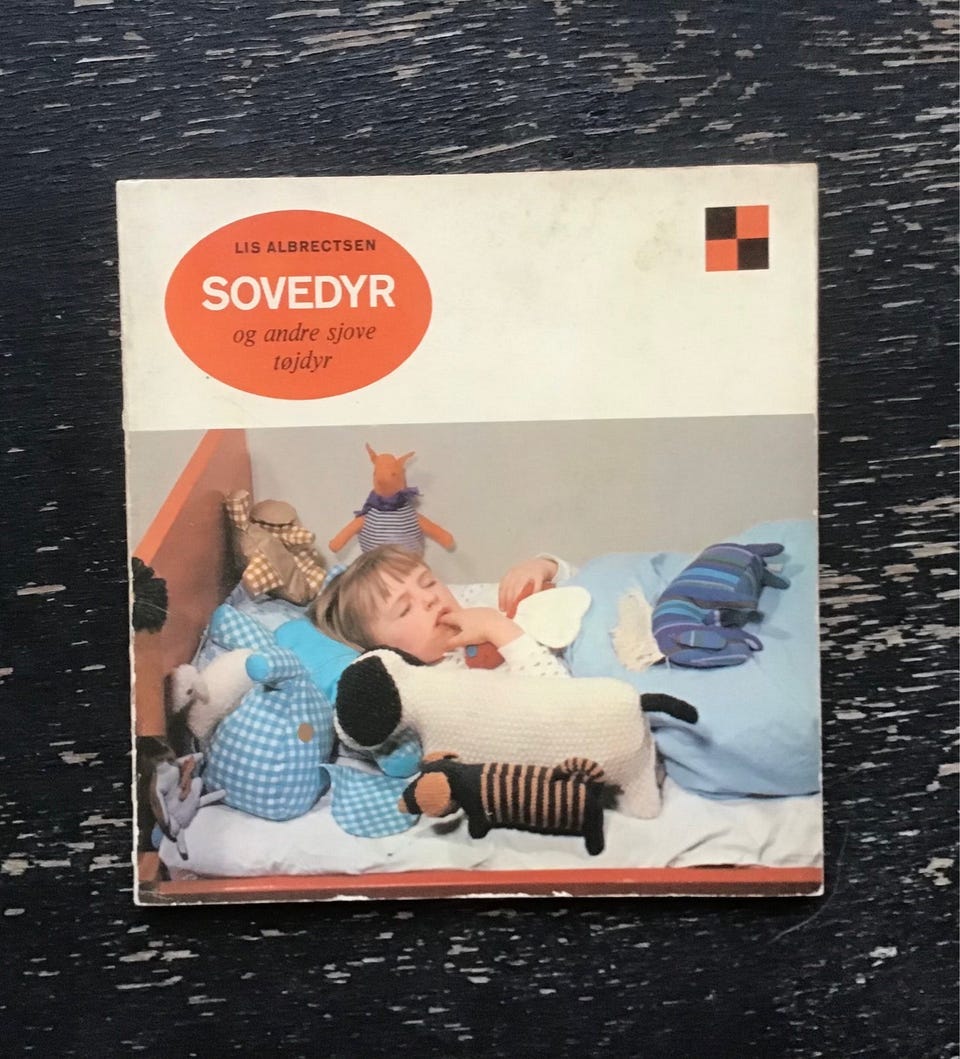 LIS ALBRECTSEN
SOVEDYR
og andre sjove
tøjdyr